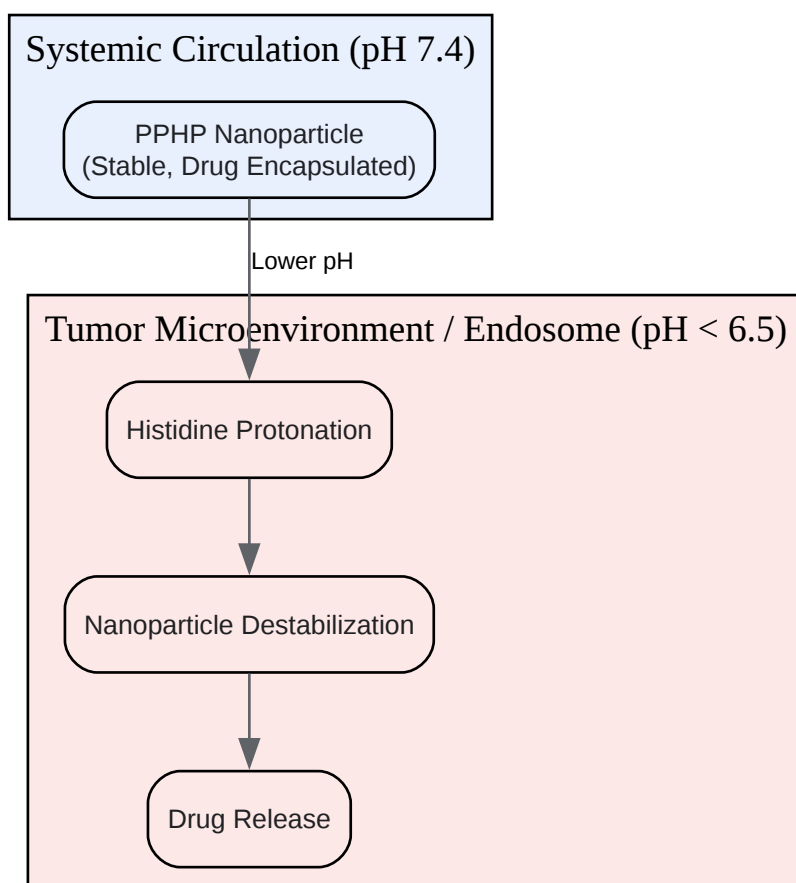 Systemic Circulation (pH 7.4)
PPHP Nanoparticle
(Stable, Drug Encapsulated)
Lower pH
Tumor Microenvironment / Endosome (pH < 6.5)
Histidine Protonation
Nanoparticle Destabilization
Drug Release